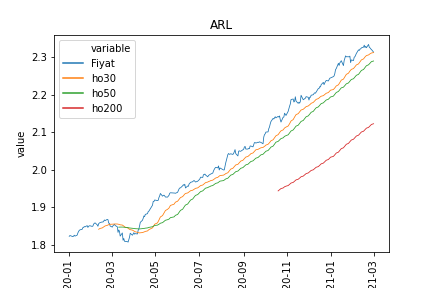 ARL
variable
Fiyat
ho30
ho50
ho200
value
2.3
2.2
2.1
2.0
1.9
1.8
20-01
20-03
20-05
20-07
20-09
20-11
21-01
21-03